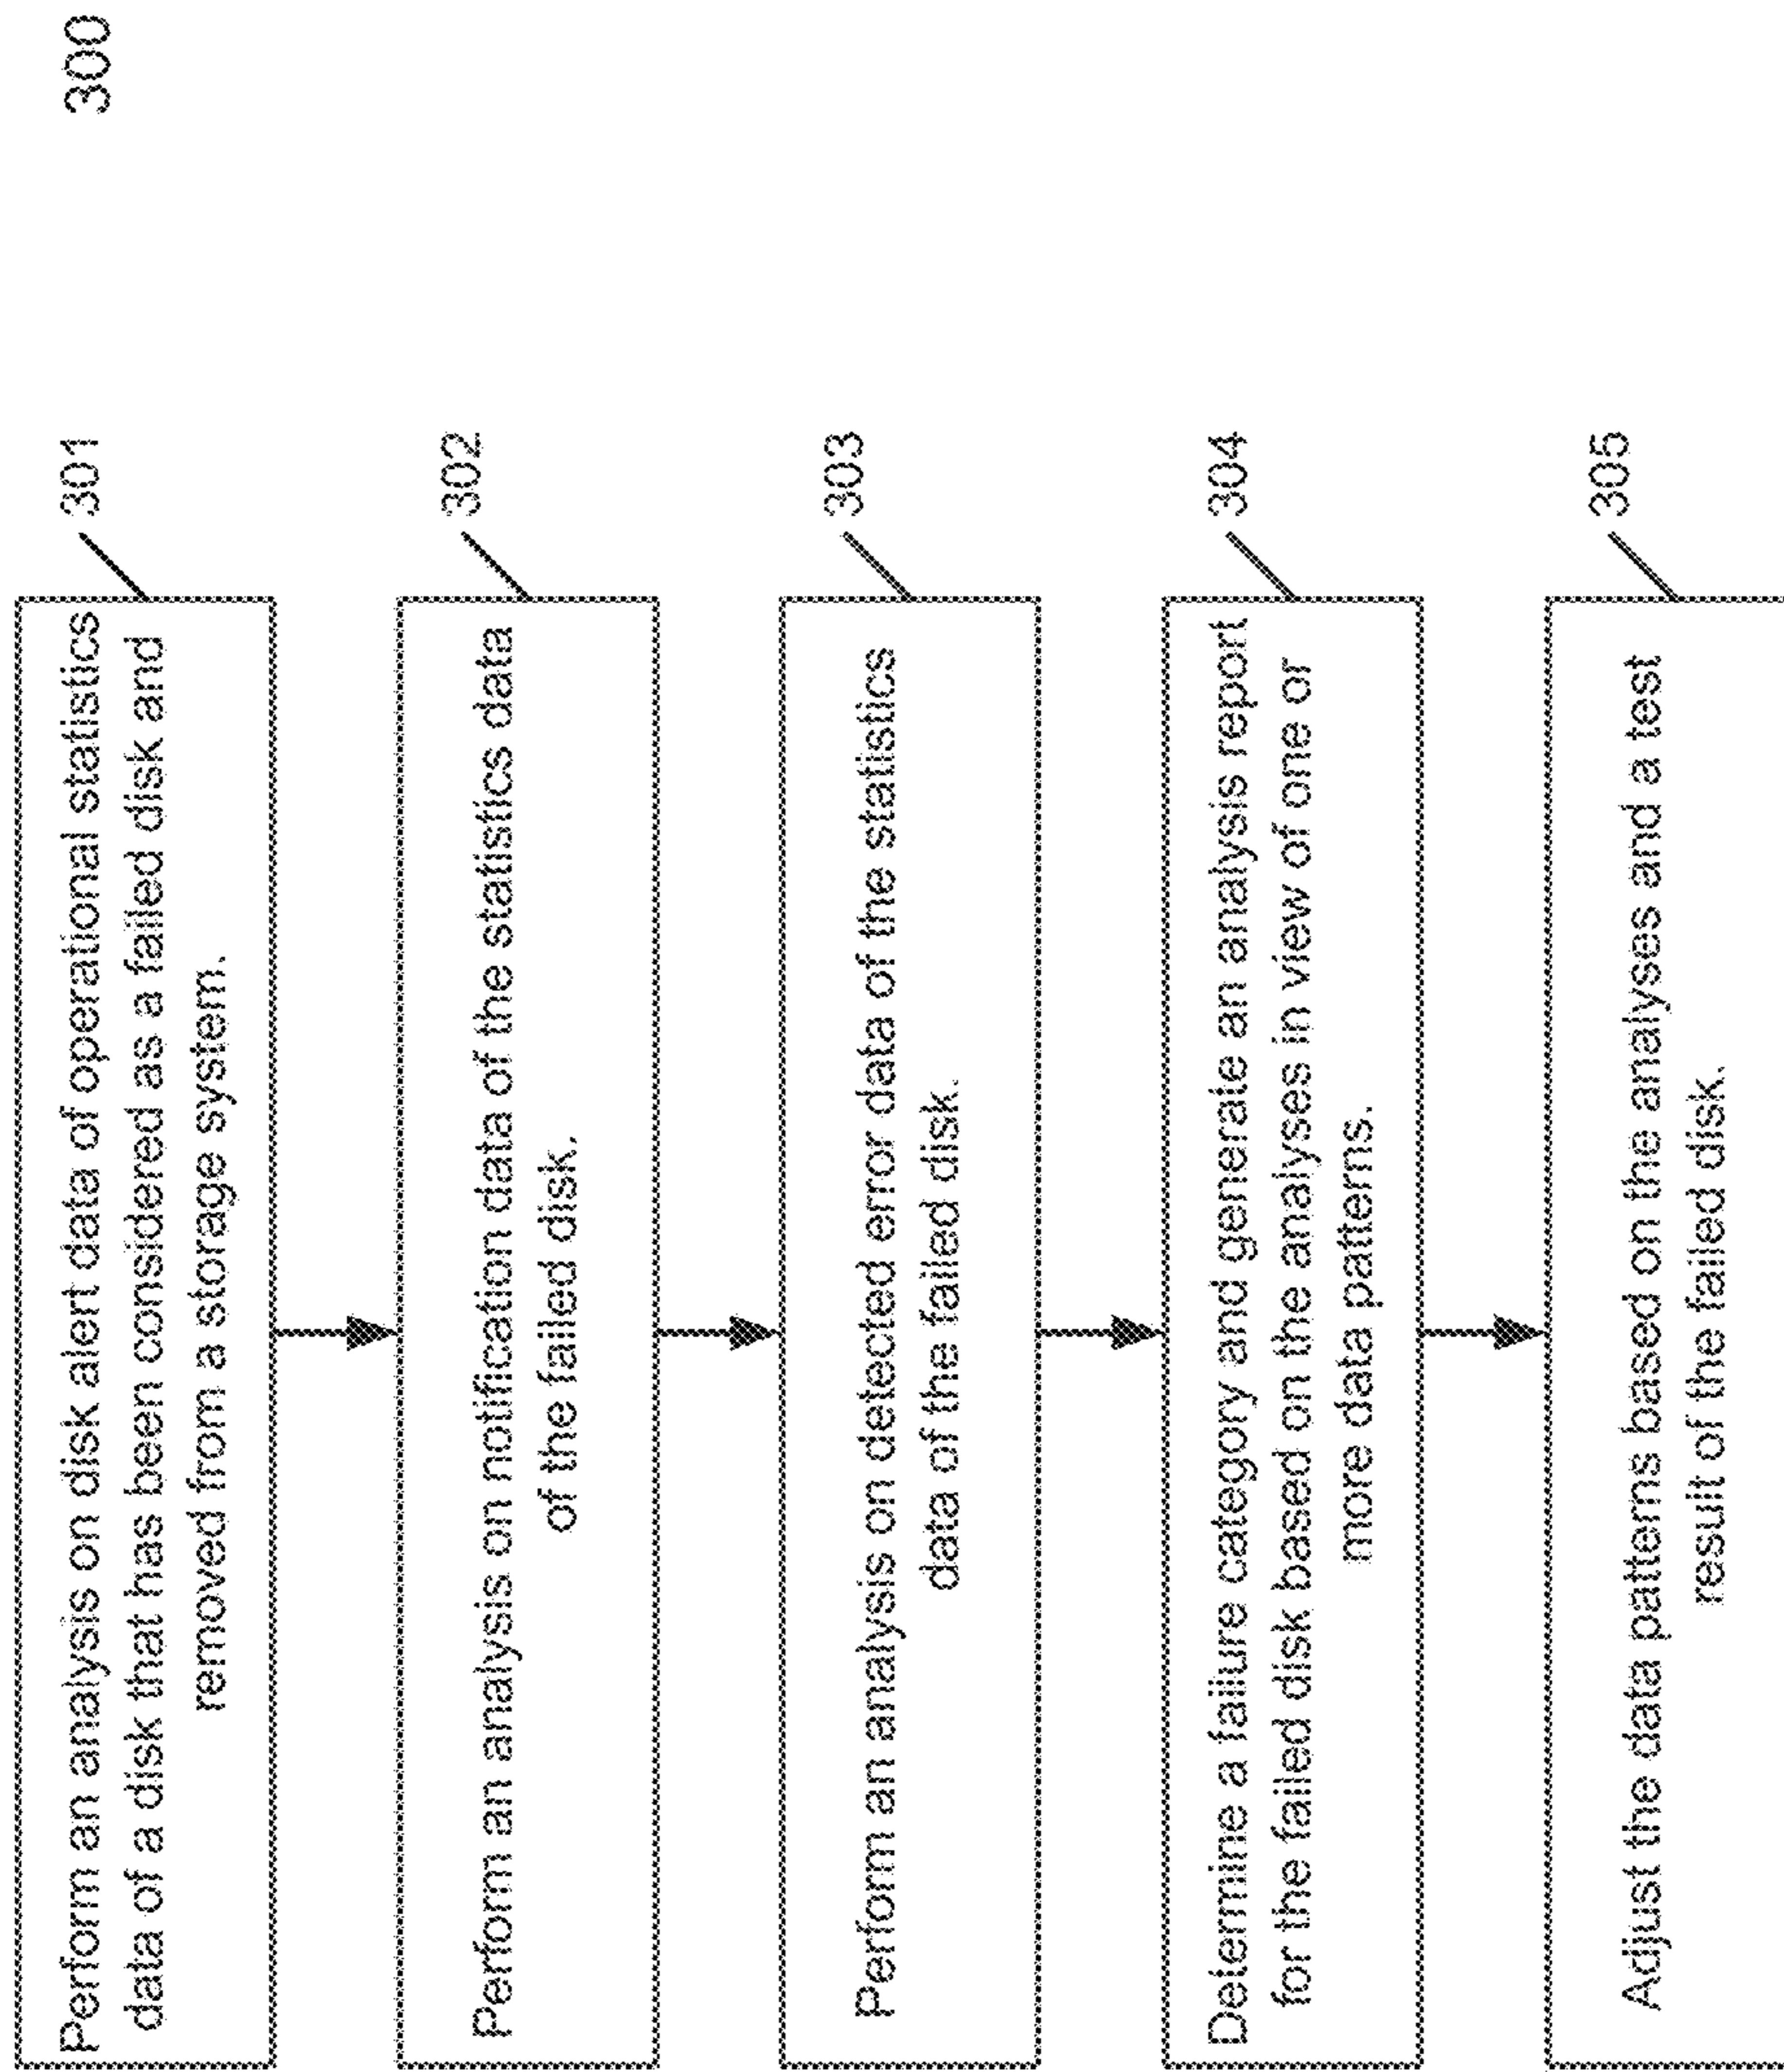 300
Perform an analysis on disk alert data of operational statistics
data of a disk that has been considered as a failed disk and
removed from a storage system.
301
Perform an analysis on notification data of the statistics data
of the failed disk.
302
Perform an analysis on detected error data of the statistics
data of the failed disk.
303
Determine a failure category and generate an analysis report
for the failed disk based on the analyses in view of one or
more data patterns.
304
Adjust the data patterns based on the analyses and a test
result of the failed disk.
305